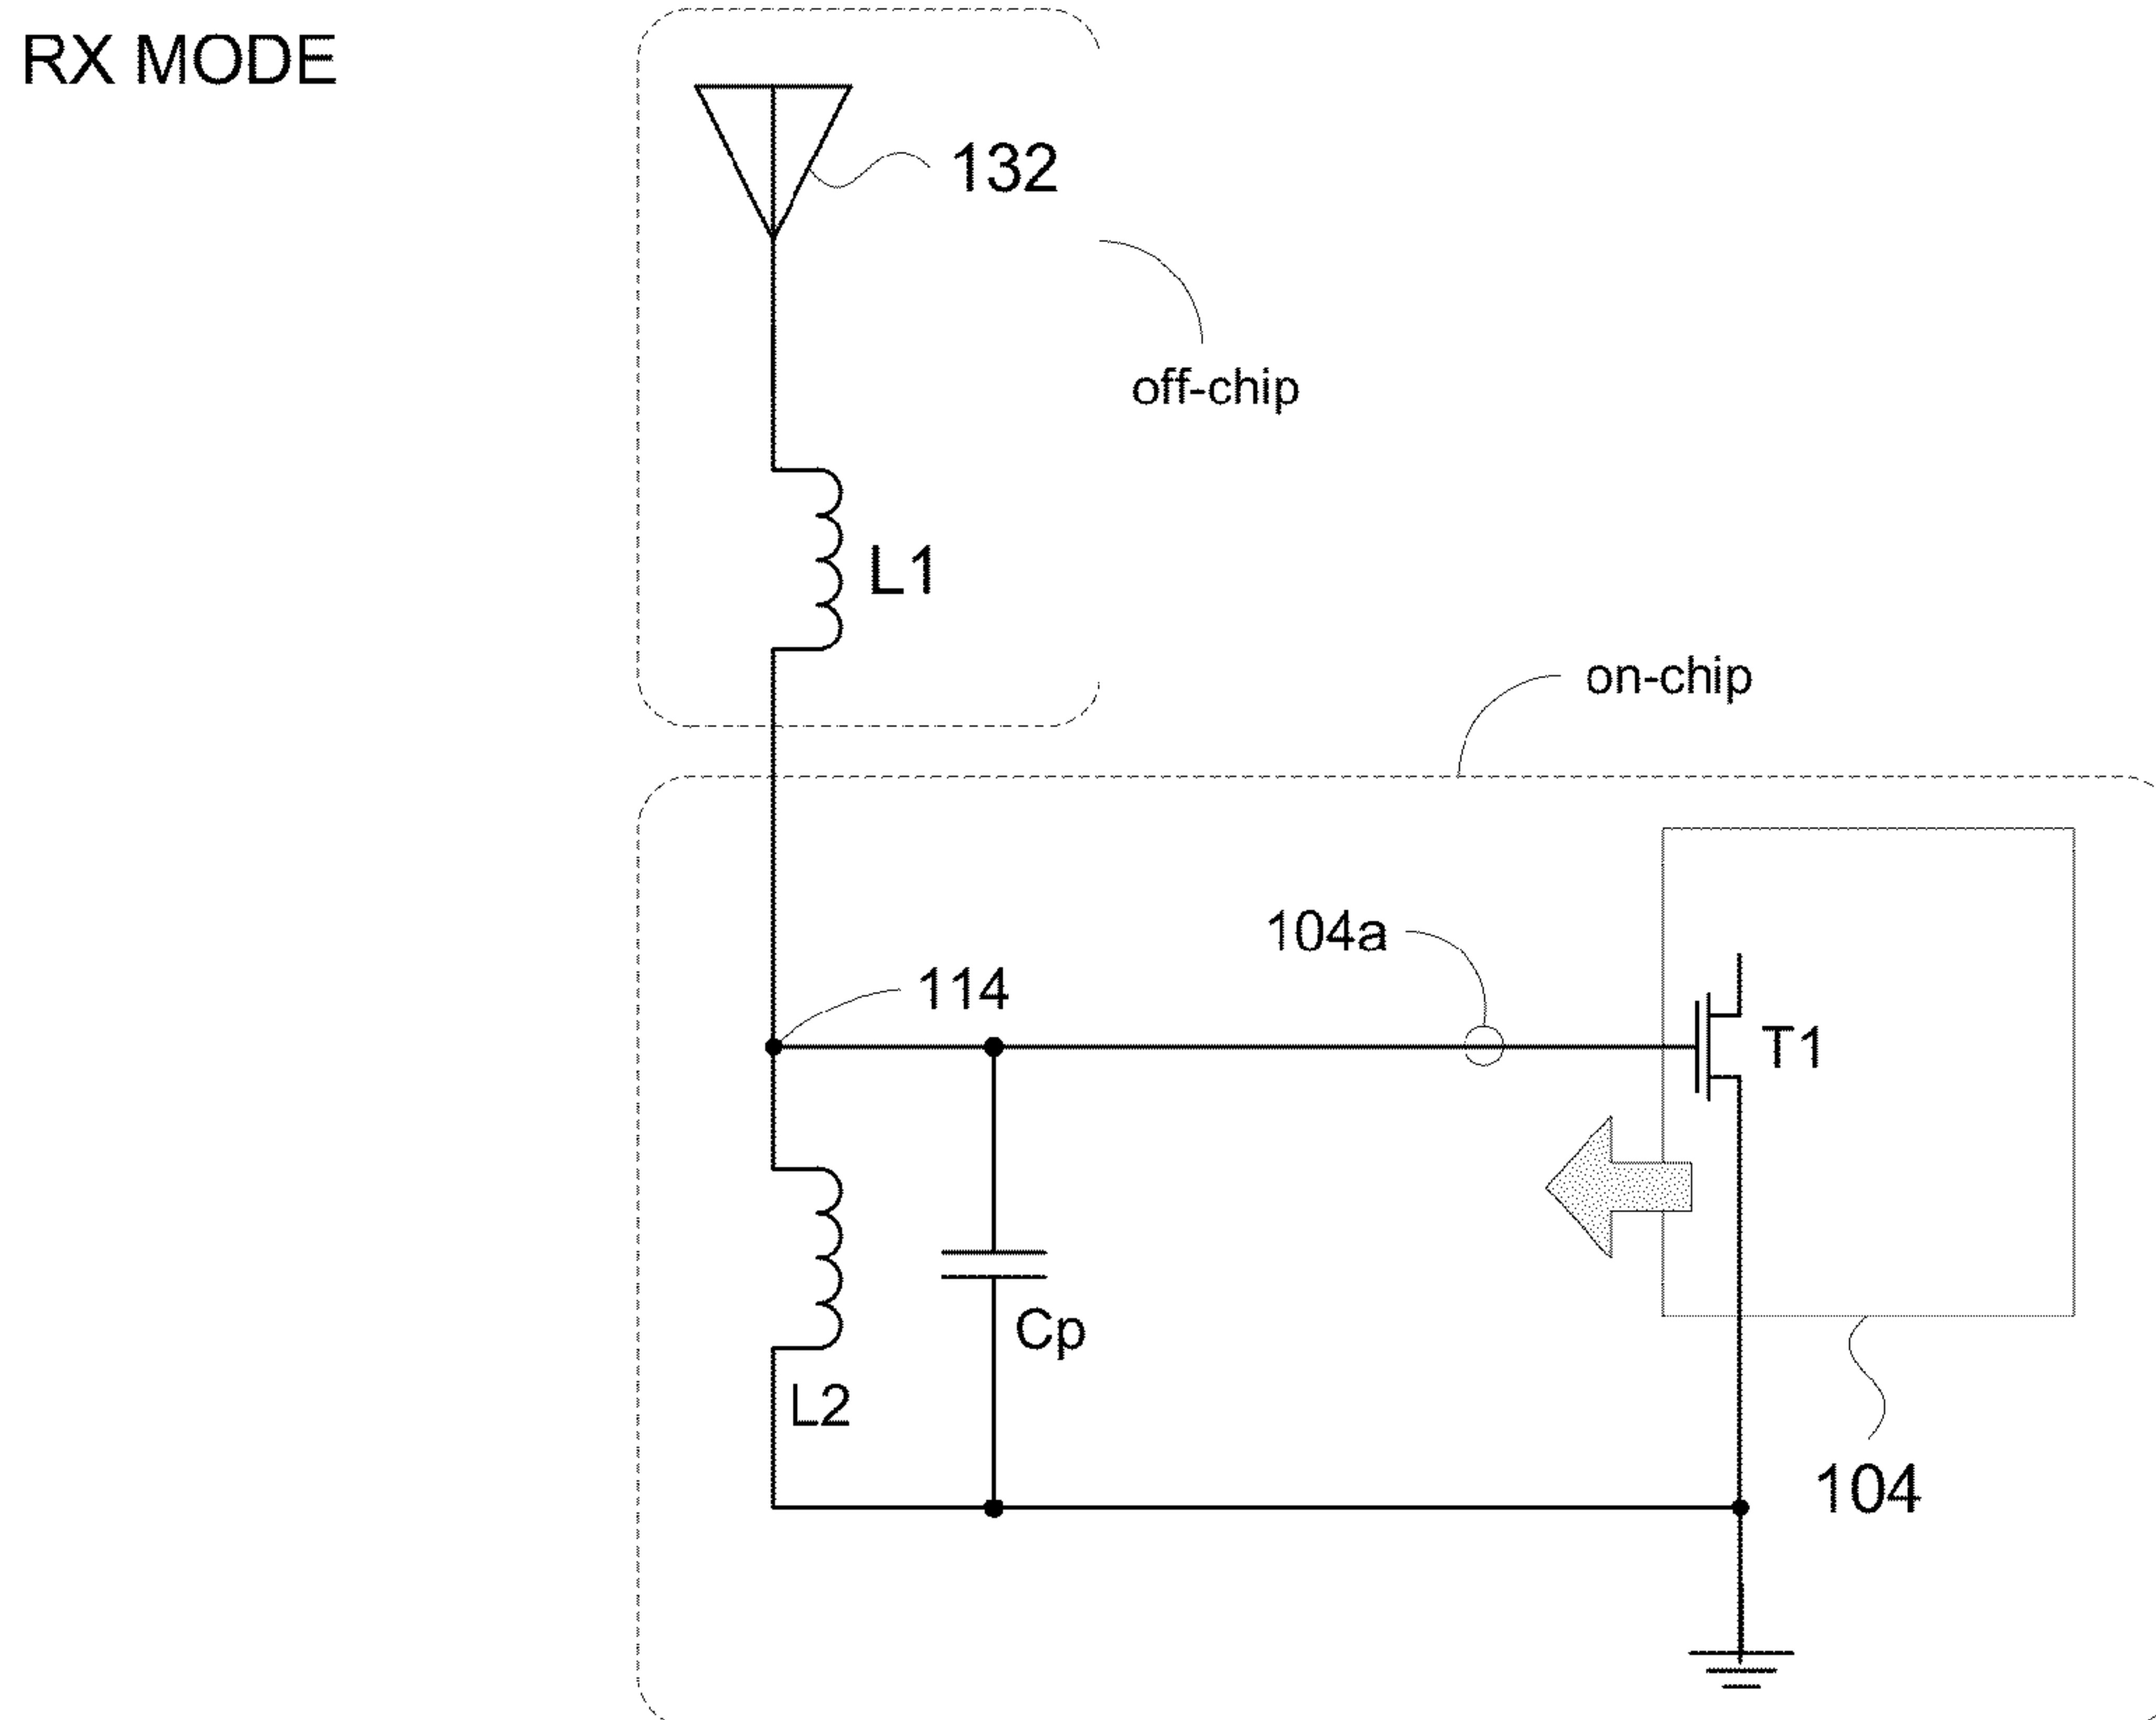 RX MODE
132
off-chip
L1
on-chip
104a
114
T1
Cp
L2
104